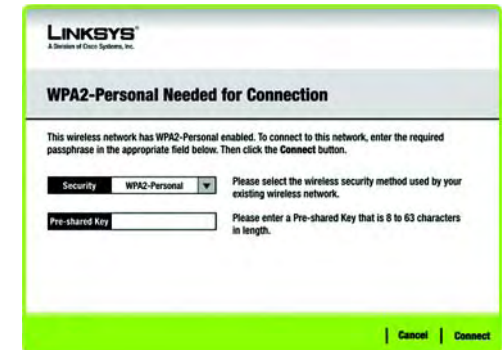 LINKSYS®
A Division of Cisco Systems, Inc.
WPA2-Personal Needed for Connection
This wireless network has WPA2-Personal enabled. To connect to this network, enter the required
passphrase in the appropriate field below. Then click the Connect button.
Security WPA2-Personal
Please select the wireless security method used by your
existing wireless network.
Pre-shared Key
Please enter a Pre-shared Key that is 8 to 63 characters
in length.
Cancel Connect